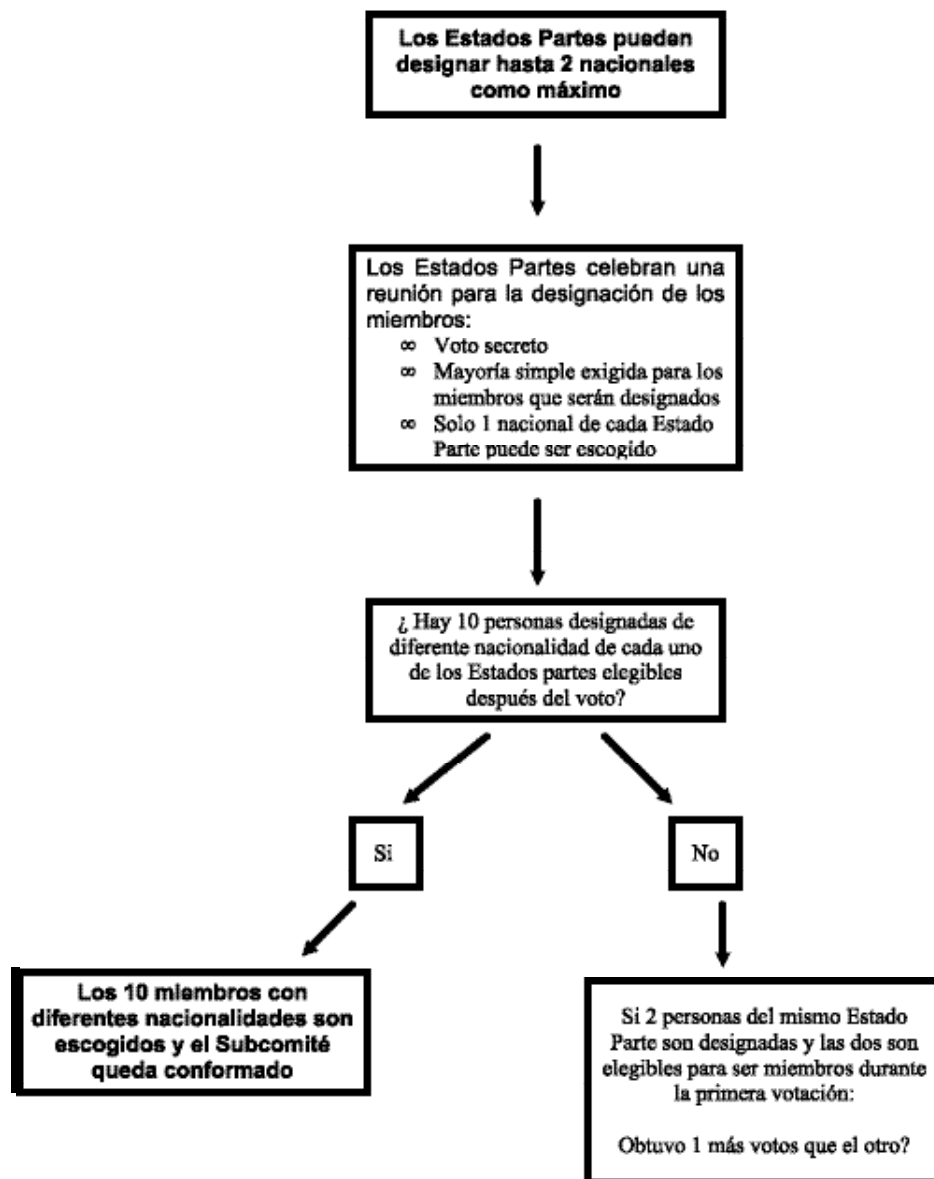 Los Estados Partes pueden
designar hasta 2 nacionales
como máximo
Los Estados Partes celebran una
reunión para la designación de los
miembros:
∞ Voto secreto
∞ Mayoría simple exigida para los
miembros que serán designados
∞ Solo 1 nacional de cada Estado
Parte puede ser escogido
¿ Hay 10 personas designadas de
diferente nacionalidad de cada uno
de los Estados partes elegibles
después del voto?
Si
No
Los 10 miembros con
diferentes nacionalidades son
escogidos y el Subcomité
queda conformado
Si 2 personas del mismo Estado
Parte son designadas y las dos son
elegibles para ser miembros durante
la primera votación:
Obtuvo 1 más votos que el otro?